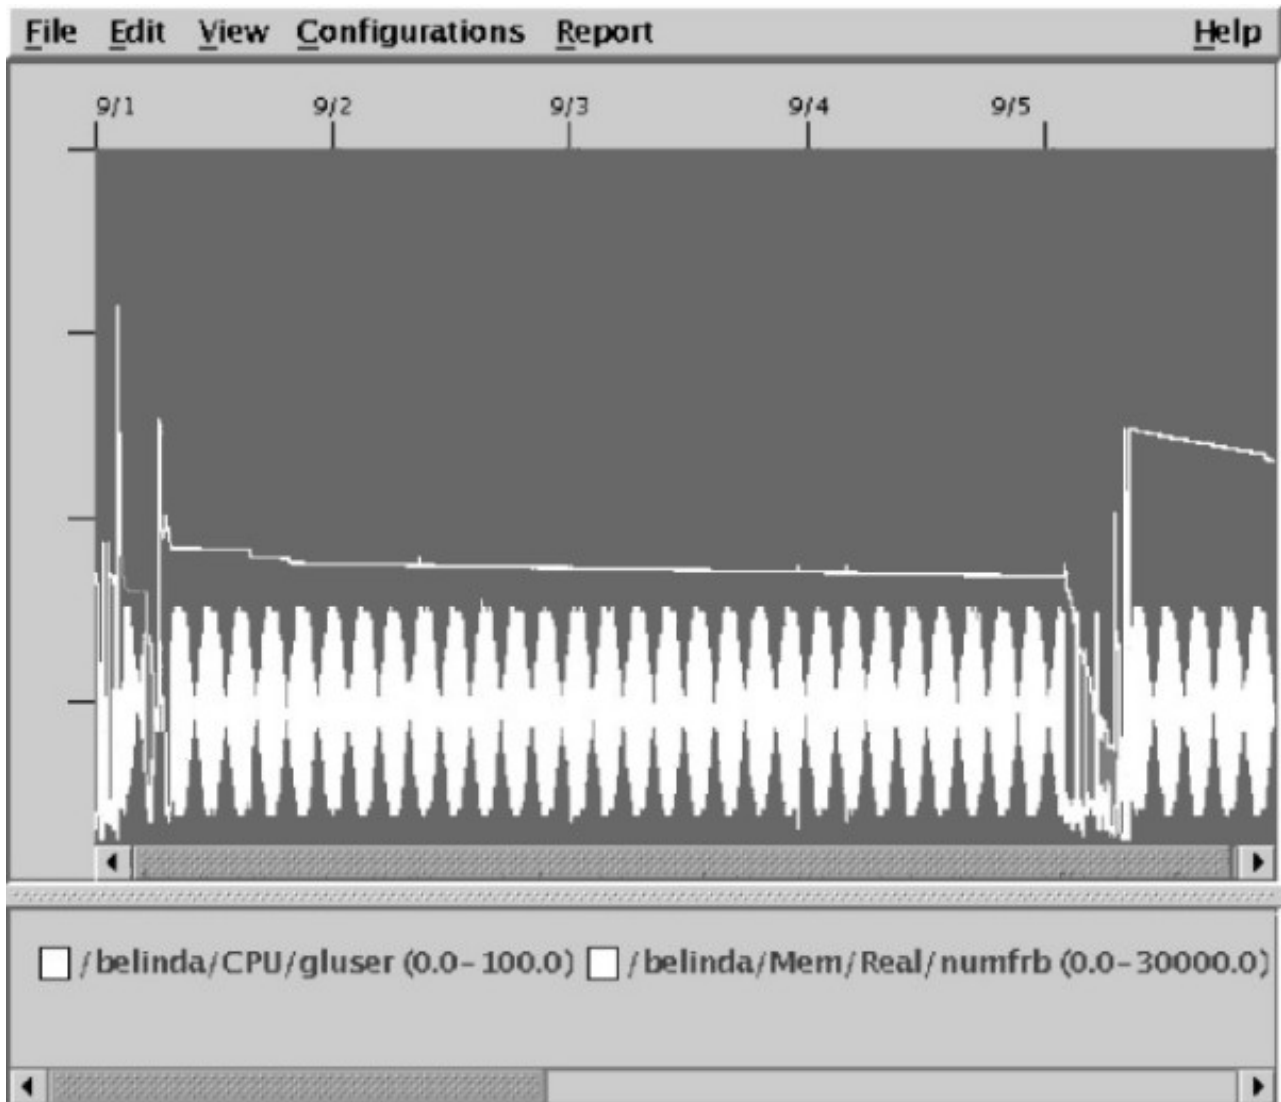 File Edit View Configurations Report Help
9/1 9/2 9/3 9/4 9/5
/belinda/CPU/gluser (0.0-100.0) /belinda/Mem/Real/numfrb (0.0-30000.0)